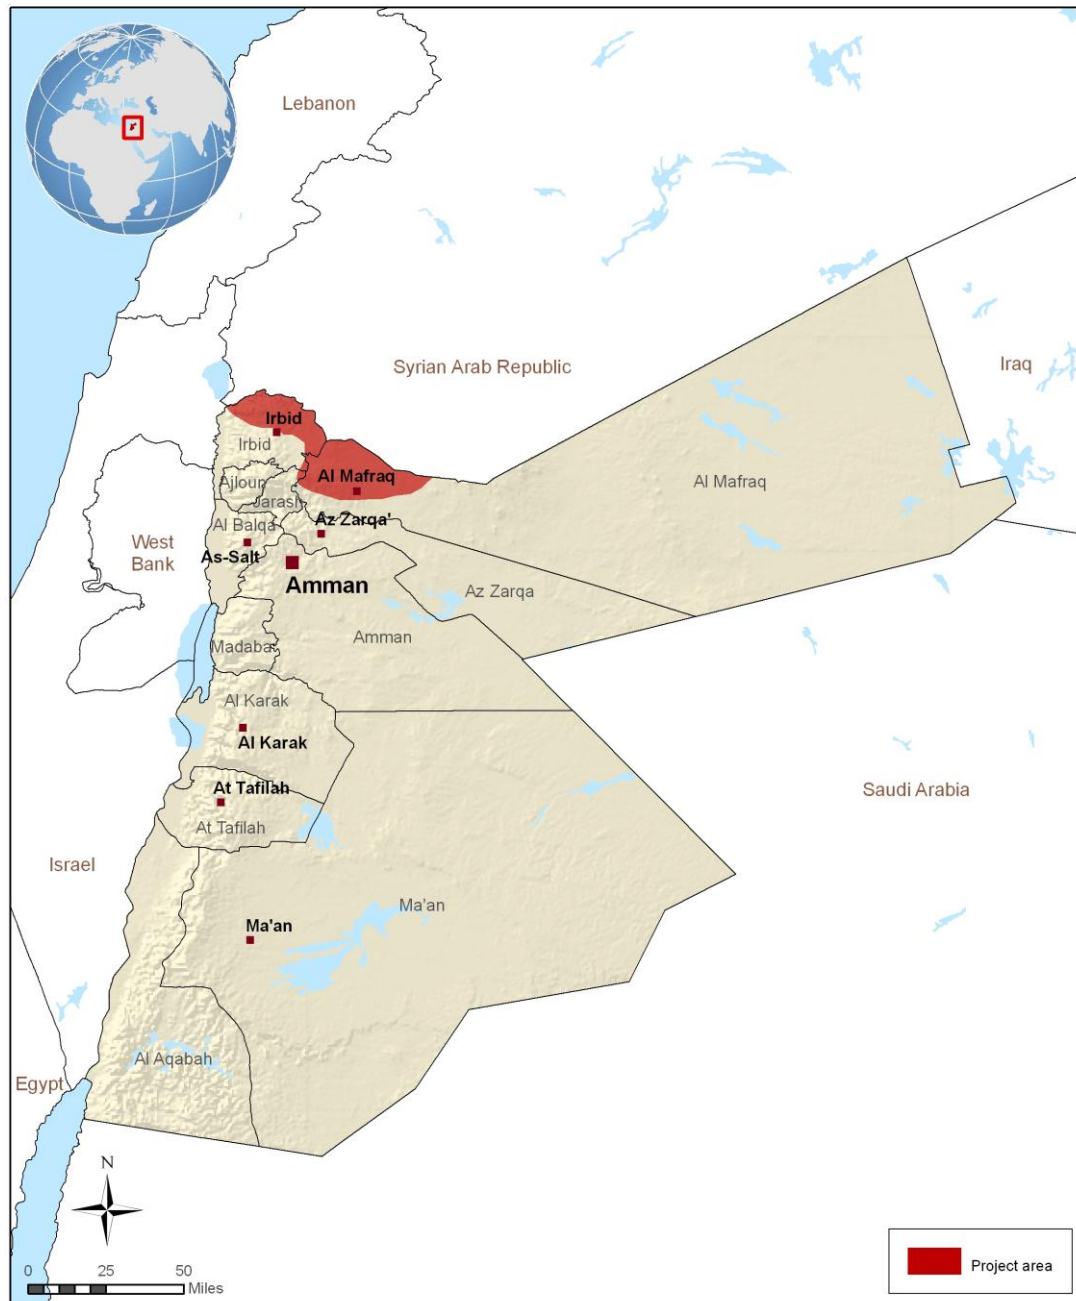 Lebanon
Syrian Arab Republic
Iraq
Irbid
Irbid
Al Mafraq
Al Mafraq
Ajloun
Jarash
Al Balqa
Az Zarqa'
As-Salt
West
Bank
Amman
Az Zarqa
Amman
Madaba
Al Karak
Al Karak
At Tafilah
At Tafilah
Saudi Arabia
Israel
Ma'an
Ma'an
Al Aqabah
Egypt
N
0 25 50
Miles
Project area